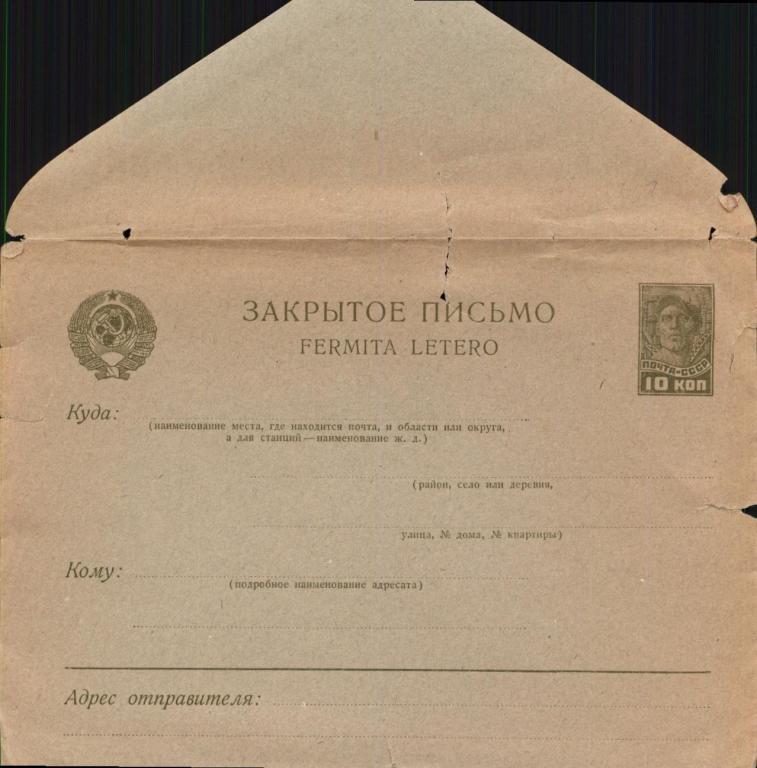 ЗАКРЫТОЕ ПИСЬМО
FERMITA LETERO
ПОЧТА-СССР
10 КОП
Куда:
(наименование места, где находится почта, и области или округа,
а для станций—наименование ж. д.)
(район, село или деревня,
улица, № дома, № квартиры)
Кому:
(подробное наименование адресата)
Адрес отправителя: